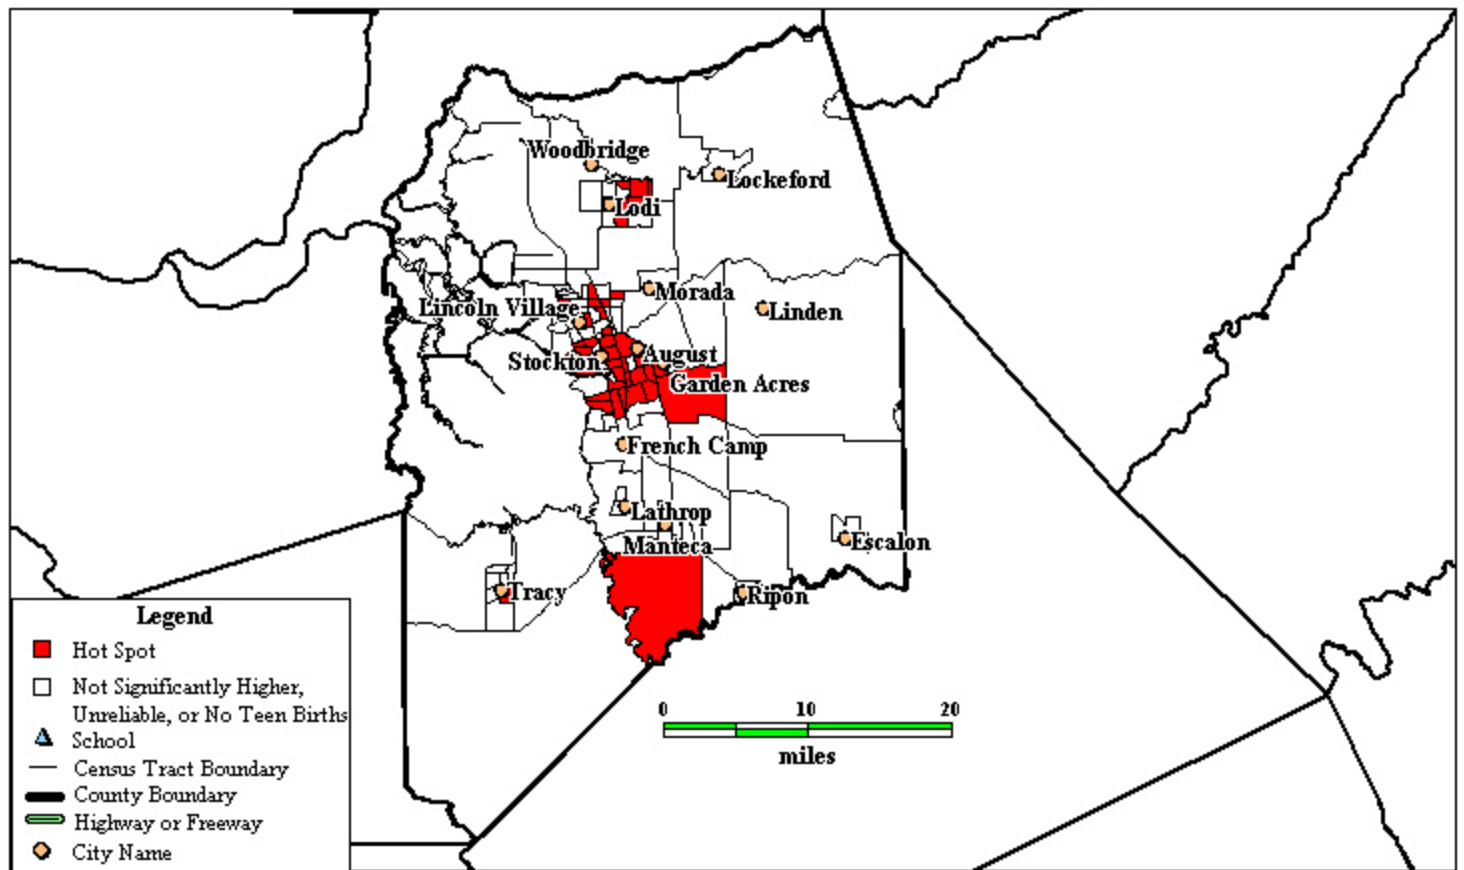 Woodbridge
Lockeford
Lodi
Morada
Lincoln Village
Linden
Stockton
August
Garden Acres
French Camp
Lathrop
Manteca
Escalon
Tracy
Ripon
Legend
Hot Spot
Not Significantly Higher,
Unreliable, or No Teen Births
School
Census Tract Boundary
County Boundary
Highway or Freeway
City Name
0 10 20
miles